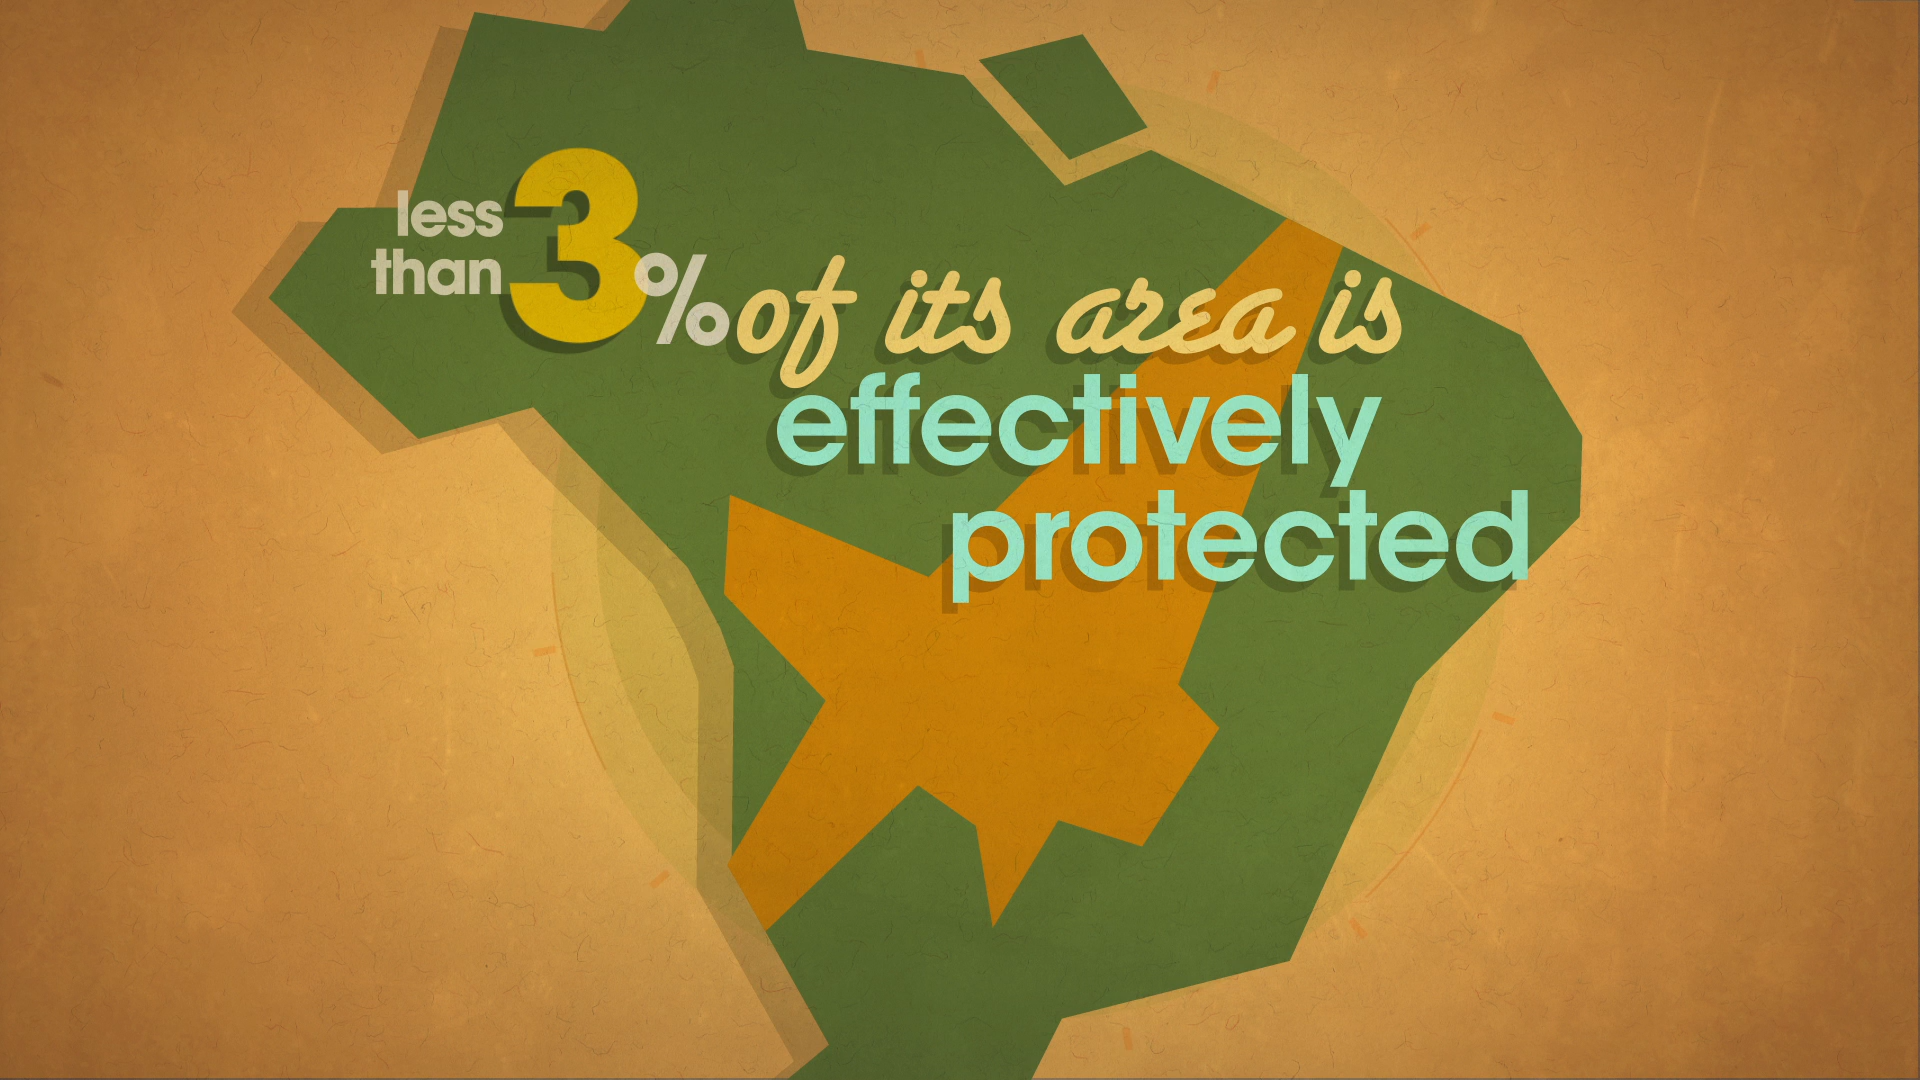 less
than 3% of its area is
effectively
protected